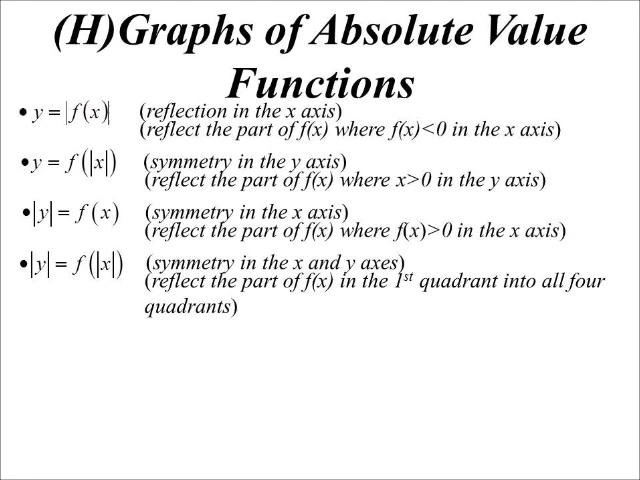 (H)Graphs of Absolute Value
Functions
• y = |f(x)| (reflection in the x axis)
(reflect the part of f(x) where f(x)<0 in the x axis)
• y = f(|x|) (symmetry in the y axis)
(reflect the part of f(x) where x>0 in the y axis)
• |y| = f(x) (symmetry in the x axis)
(reflect the part of f(x) where f(x)>0 in the x axis)
• |y| = f(|x|) (symmetry in the x and y axes)
(reflect the part of f(x) in the 1st quadrant into all four
quadrants)